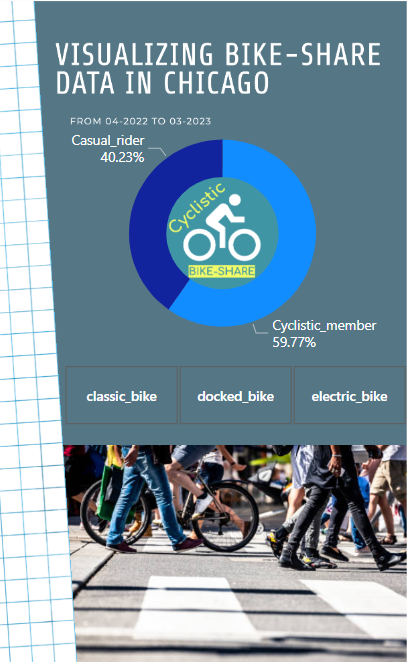 VISUALIZING BIKE-SHARE
DATA IN CHICAGO
FROM 04-2022 TO 03-2023
Casual_rider
40.23%
Cyclistic
BIKE-SHARE
Cyclistic_member
59.77%
classic_bike
docked_bike
electric_bike